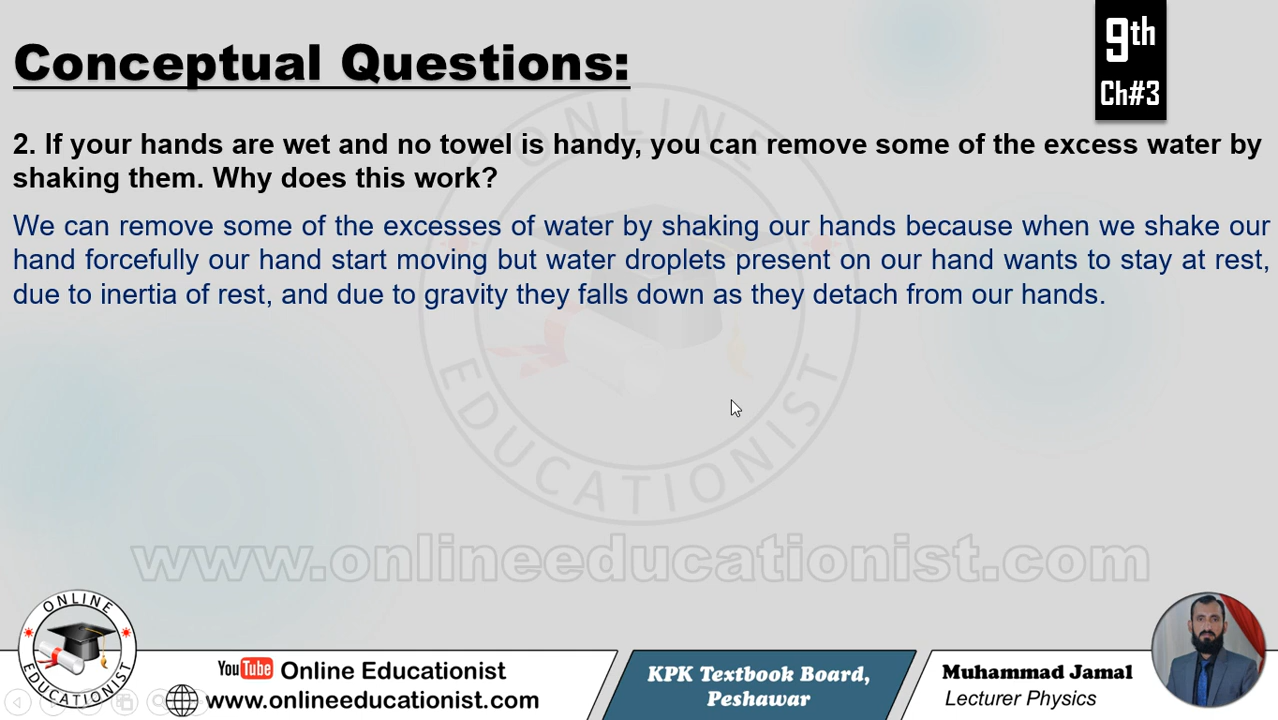 Conceptual Questions:
9th
Ch#3
2. If your hands are wet and no towel is handy, you can remove some of the excess water by
shaking them. Why does this work?
We can remove some of the excesses of water by shaking our hands because when we shake our
hand forcefully our hand start moving but water droplets present on our hand wants to stay at rest,
due to inertia of rest, and due to gravity they falls down as they detach from our hands.
ONLINE
EDUCATIONIST
www.onlineeducationist.com
ONLINE
EDUCATIONIST
YouTube Online Educationist
www.onlineeducationist.com
KPK Textbook Board,
Peshawar
Muhammad Jamal
Lecturer Physics